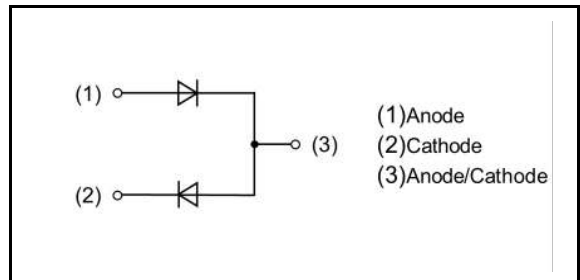 (1)
(1)Anode
(3)
(2)Cathode
(3)Anode/Cathode
(2)